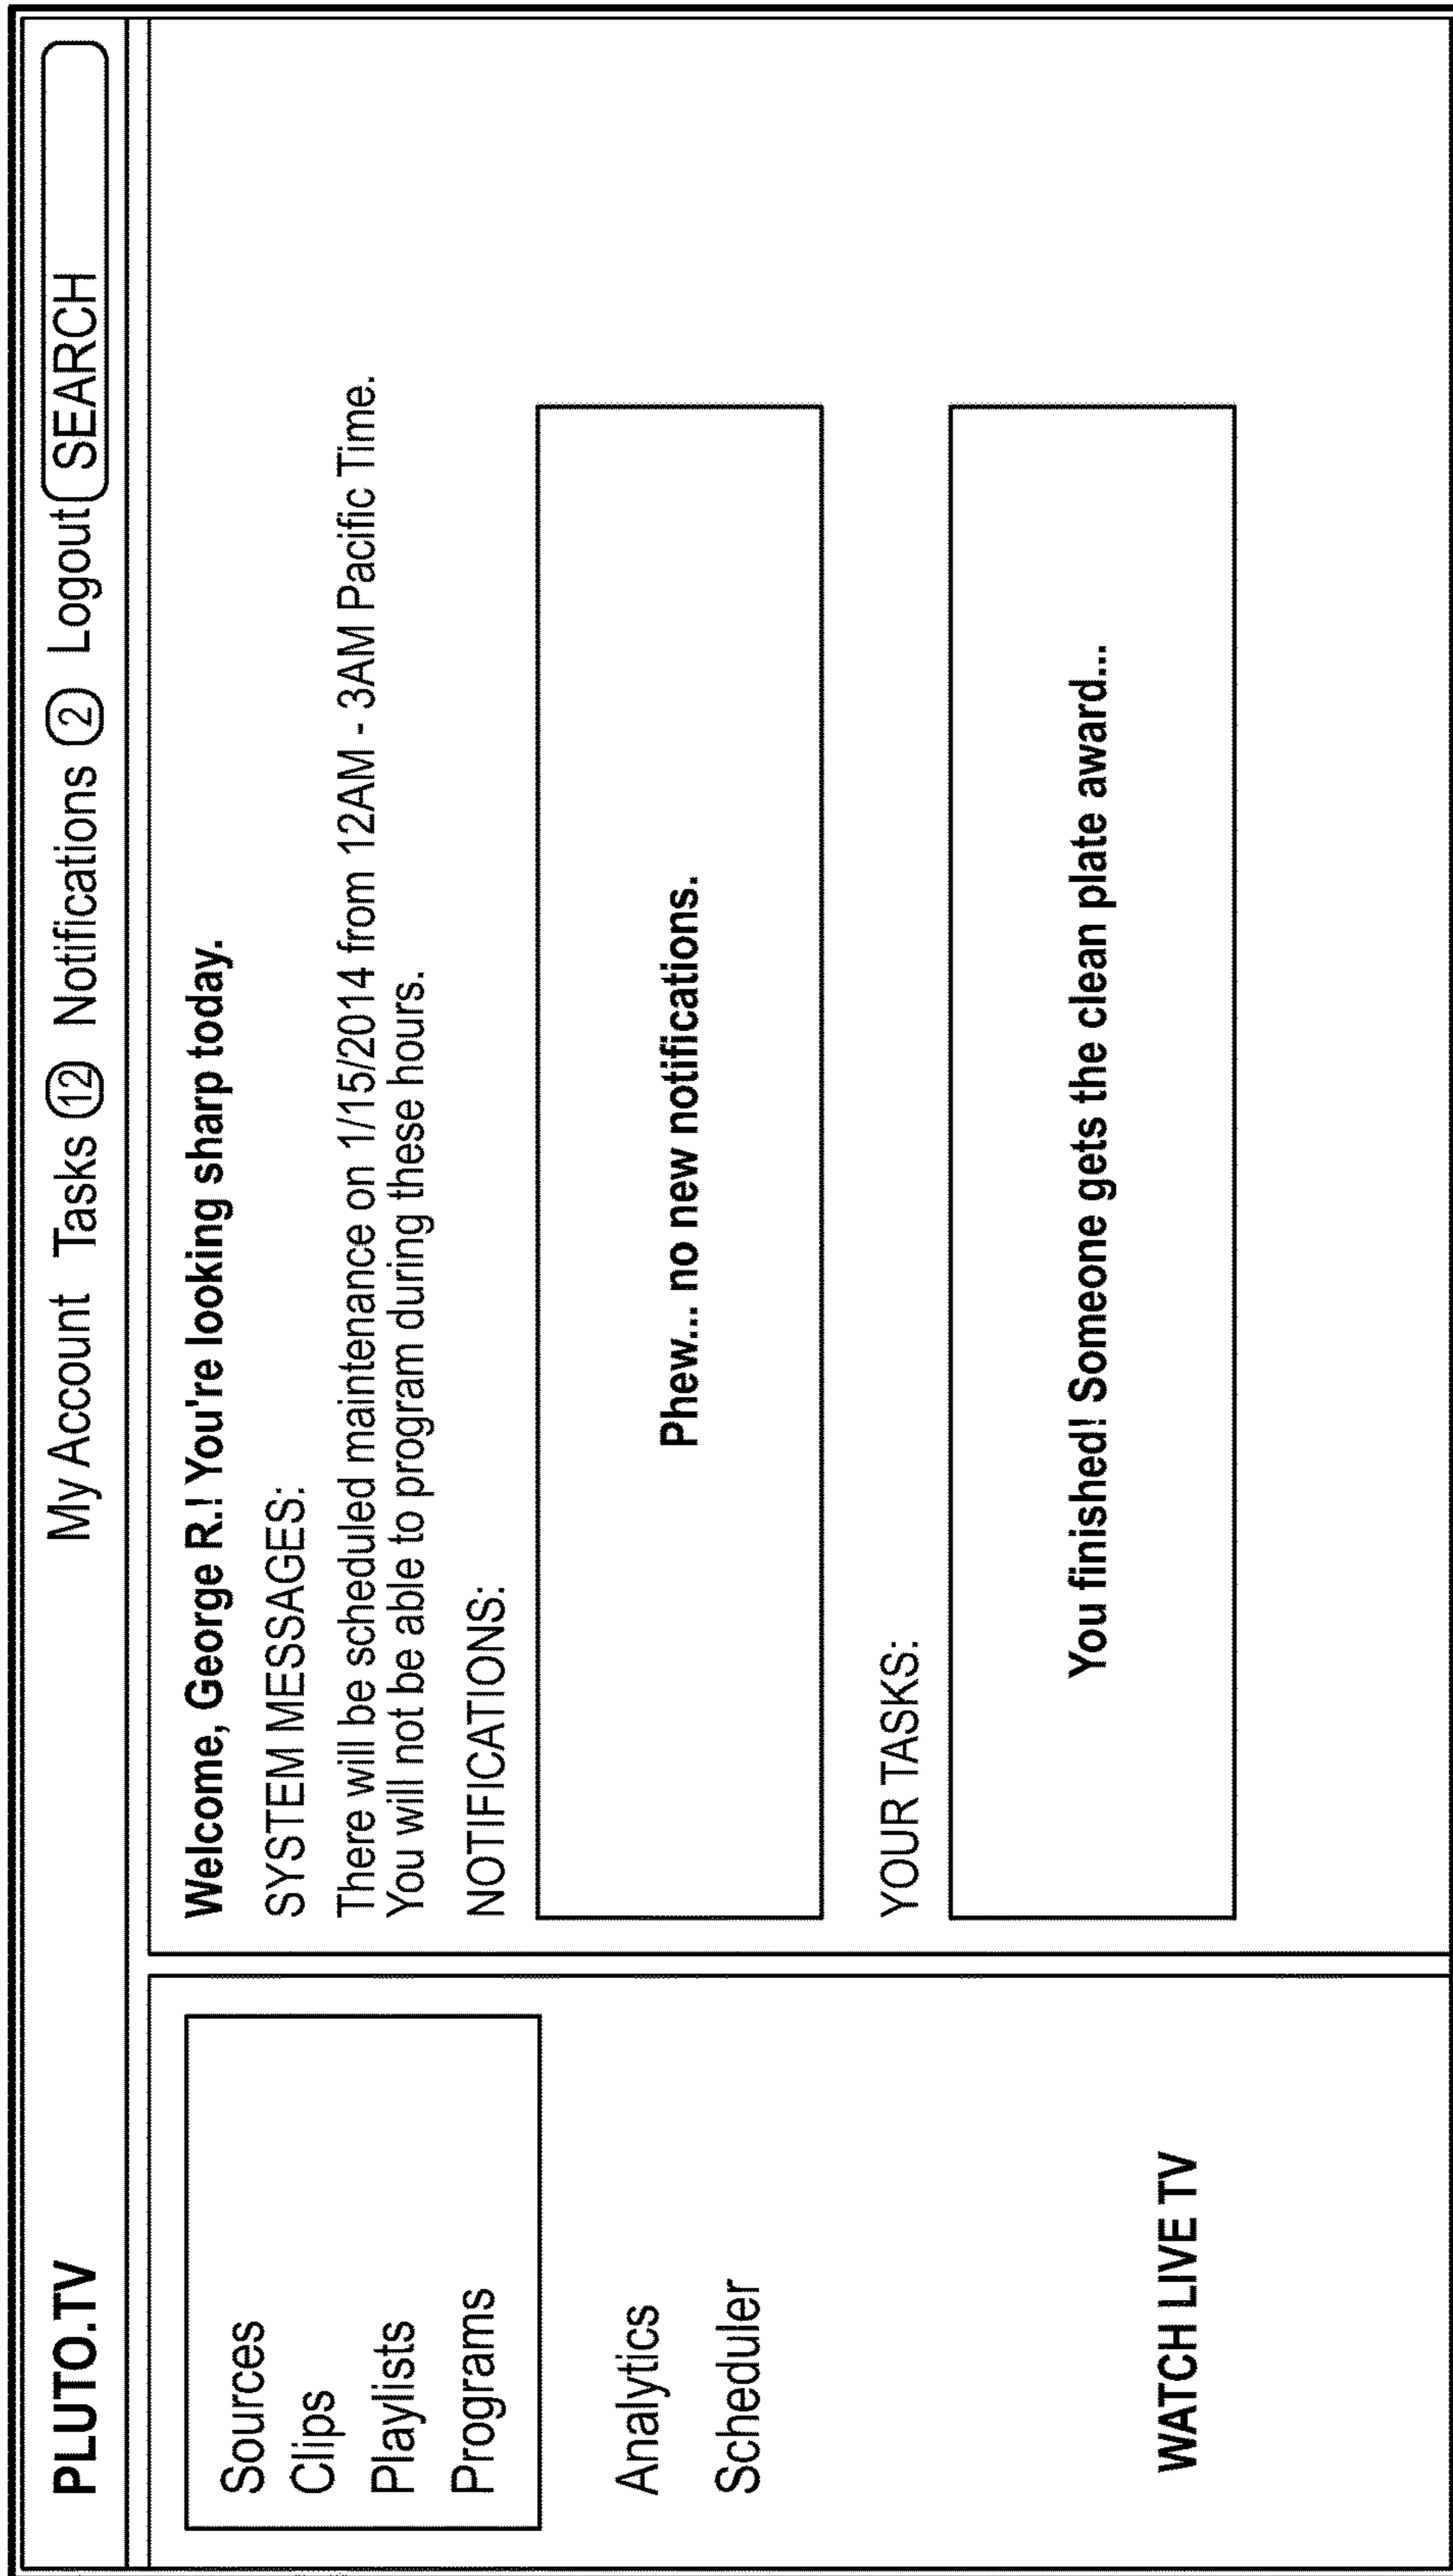 PLUTO.TV
My Account Tasks 12 Notifications 2 Logout SEARCH
Sources
Clips
Playlists
Programs
Analytics
Scheduler
WATCH LIVE TV
Welcome, George R.! You're looking sharp today.
SYSTEM MESSAGES:
There will be scheduled maintenance on 1/15/2014 from 12AM - 3AM Pacific Time.
You will not be able to program during these hours.
NOTIFICATIONS:
Phew... no new notifications.
YOUR TASKS:
You finished! Someone gets the clean plate award...